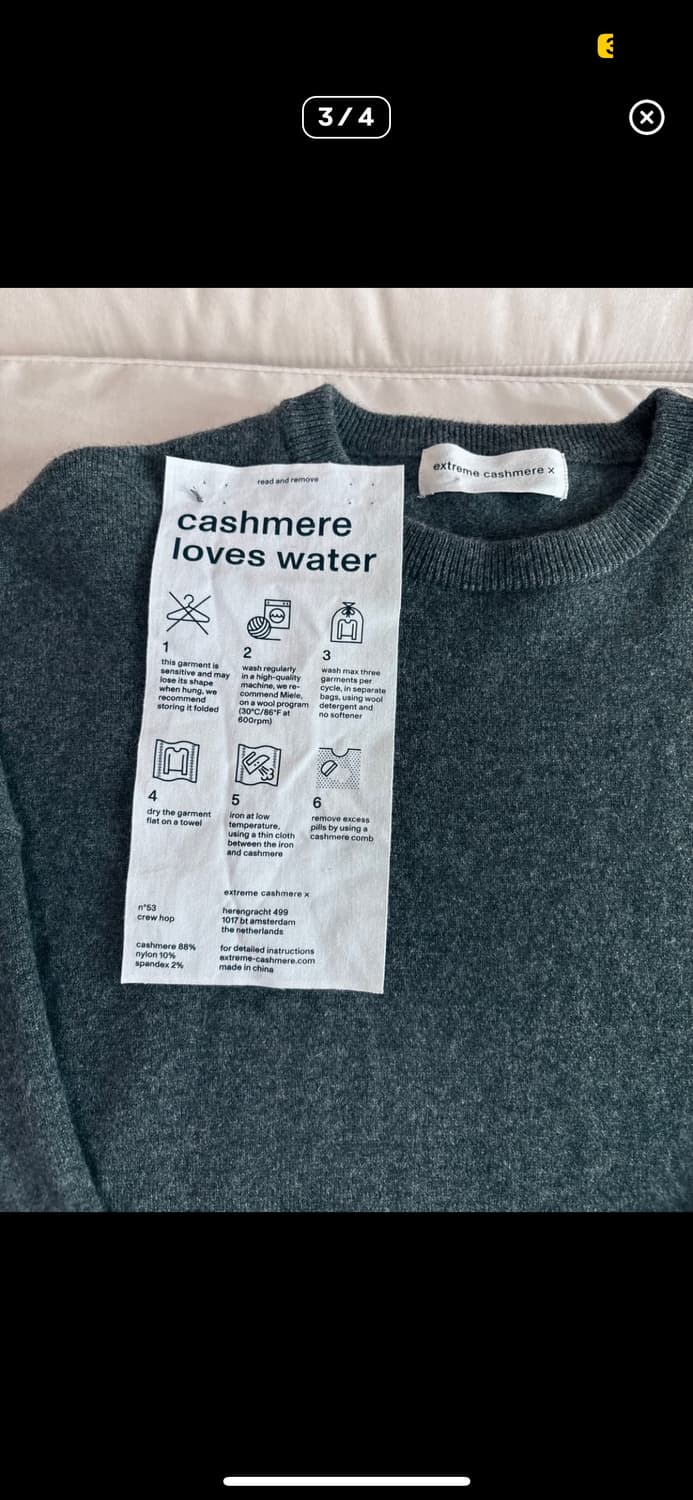 3/4
extreme cashmere x
read and remove
cashmere
loves water
1
this garment is
sensitive and may
lose its shape
when hung, we
recommend
storing it folded
2
wash regularly
in a high-quality
machine, we re-
commend Miele,
on a wool program
(30°C/86°F at
600rpm)
3
wash max three
garments per
cycle, in separate
bags, using wool
detergent and
no softener
4
dry the garment
flat on a towel
5
iron at low
temperature,
using a thin cloth
between the iron
and cashmere
6
remove excess
pills by using a
cashmere comb
n°53
crew hop
cashmere 88%
nylon 10%
spandex 2%
extreme cashmere x
herengracht 499
1017 bt amsterdam
the netherlands
for detailed instructions
extreme-cashmere.com
made in china